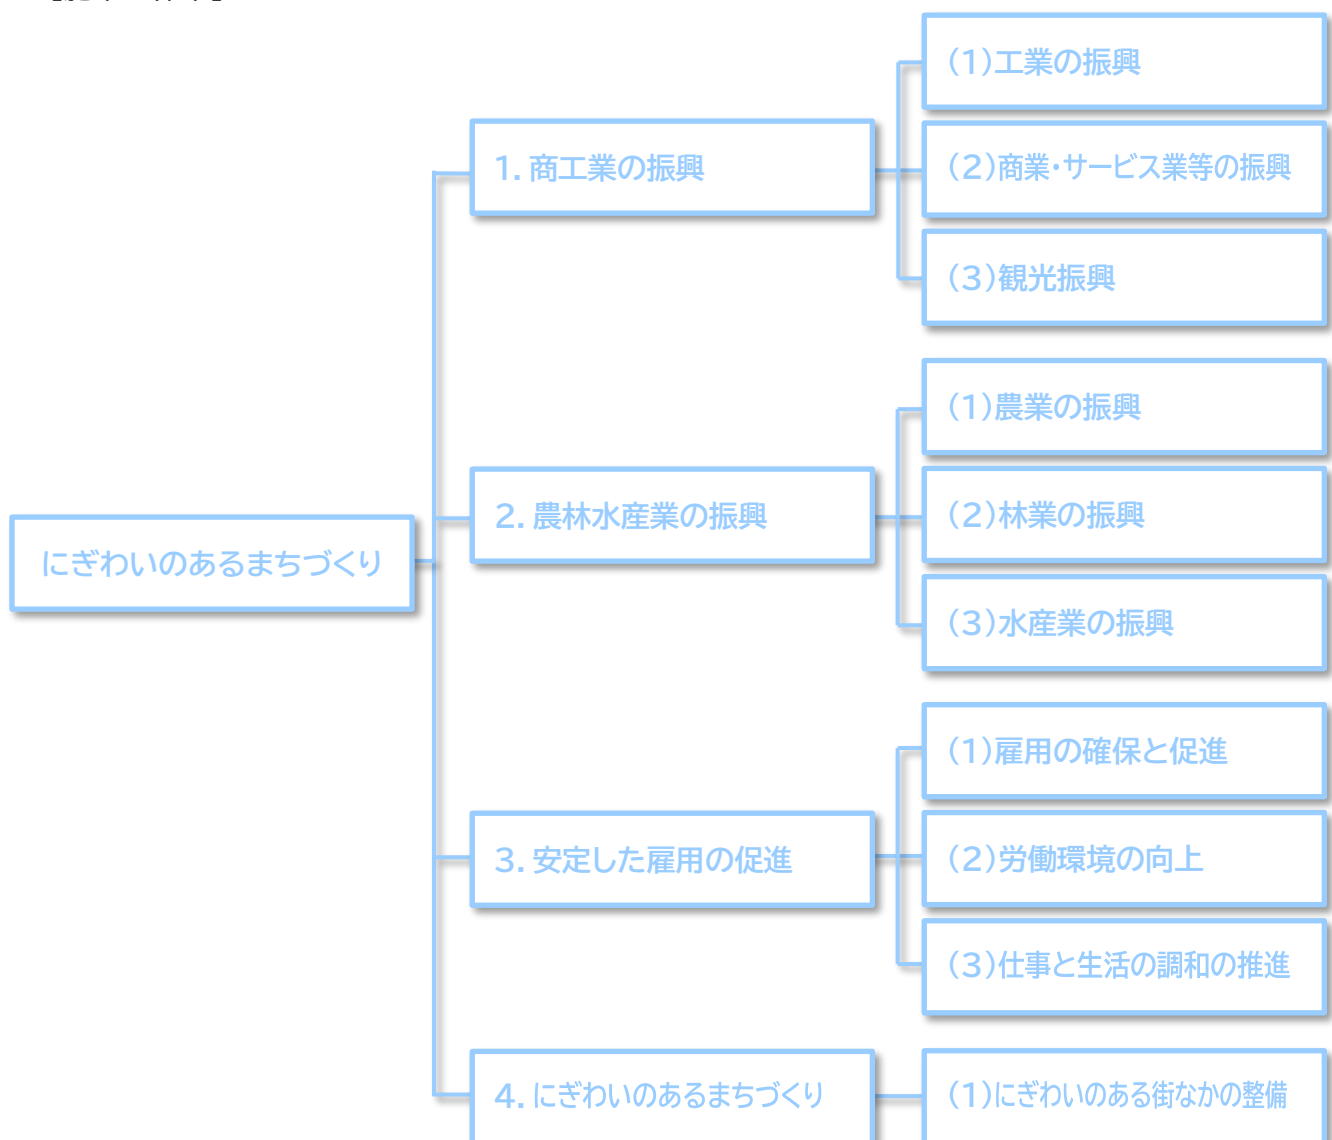 (1)工業の振興
1. 商工業の振興
(2)商業・サービス業等の振興
(3)観光振興
(1)農業の振興
2. 農林水産業の振興
(2)林業の振興
にぎわいのあるまちづくり
(3)水産業の振興
(1)雇用の確保と促進
3. 安定した雇用の促進
(2)労働環境の向上
(3)仕事と生活の調和の推進
4. にぎわいのあるまちづくり
(1)にぎわいのある街なかの整備